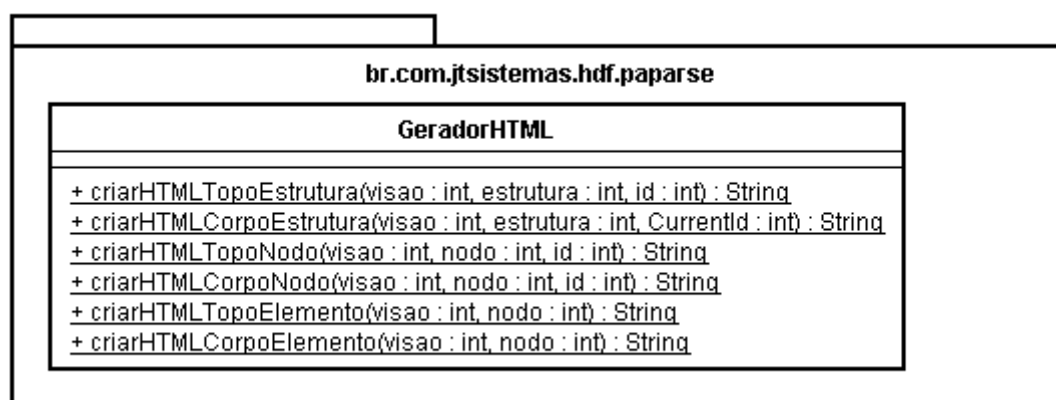 br.com.jtsistemas.hdf.paparse
GeradorHTML
+ criarHTMLTopoEstrutura(visao : int, estrutura : int, id : int) : String
+ criarHTMLCorpoEstrutura(visao : int, estrutura : int, CurrentId : int) : String
+ criarHTMLTopoNodo(visao : int, nodo : int, id : int) : String
+ criarHTMLCorpoNodo(visao : int, nodo : int, id : int) : String
+ criarHTMLTopoElemento(visao : int, nodo : int) : String
+ criarHTMLCorpoElemento(visao : int, nodo : int) : String